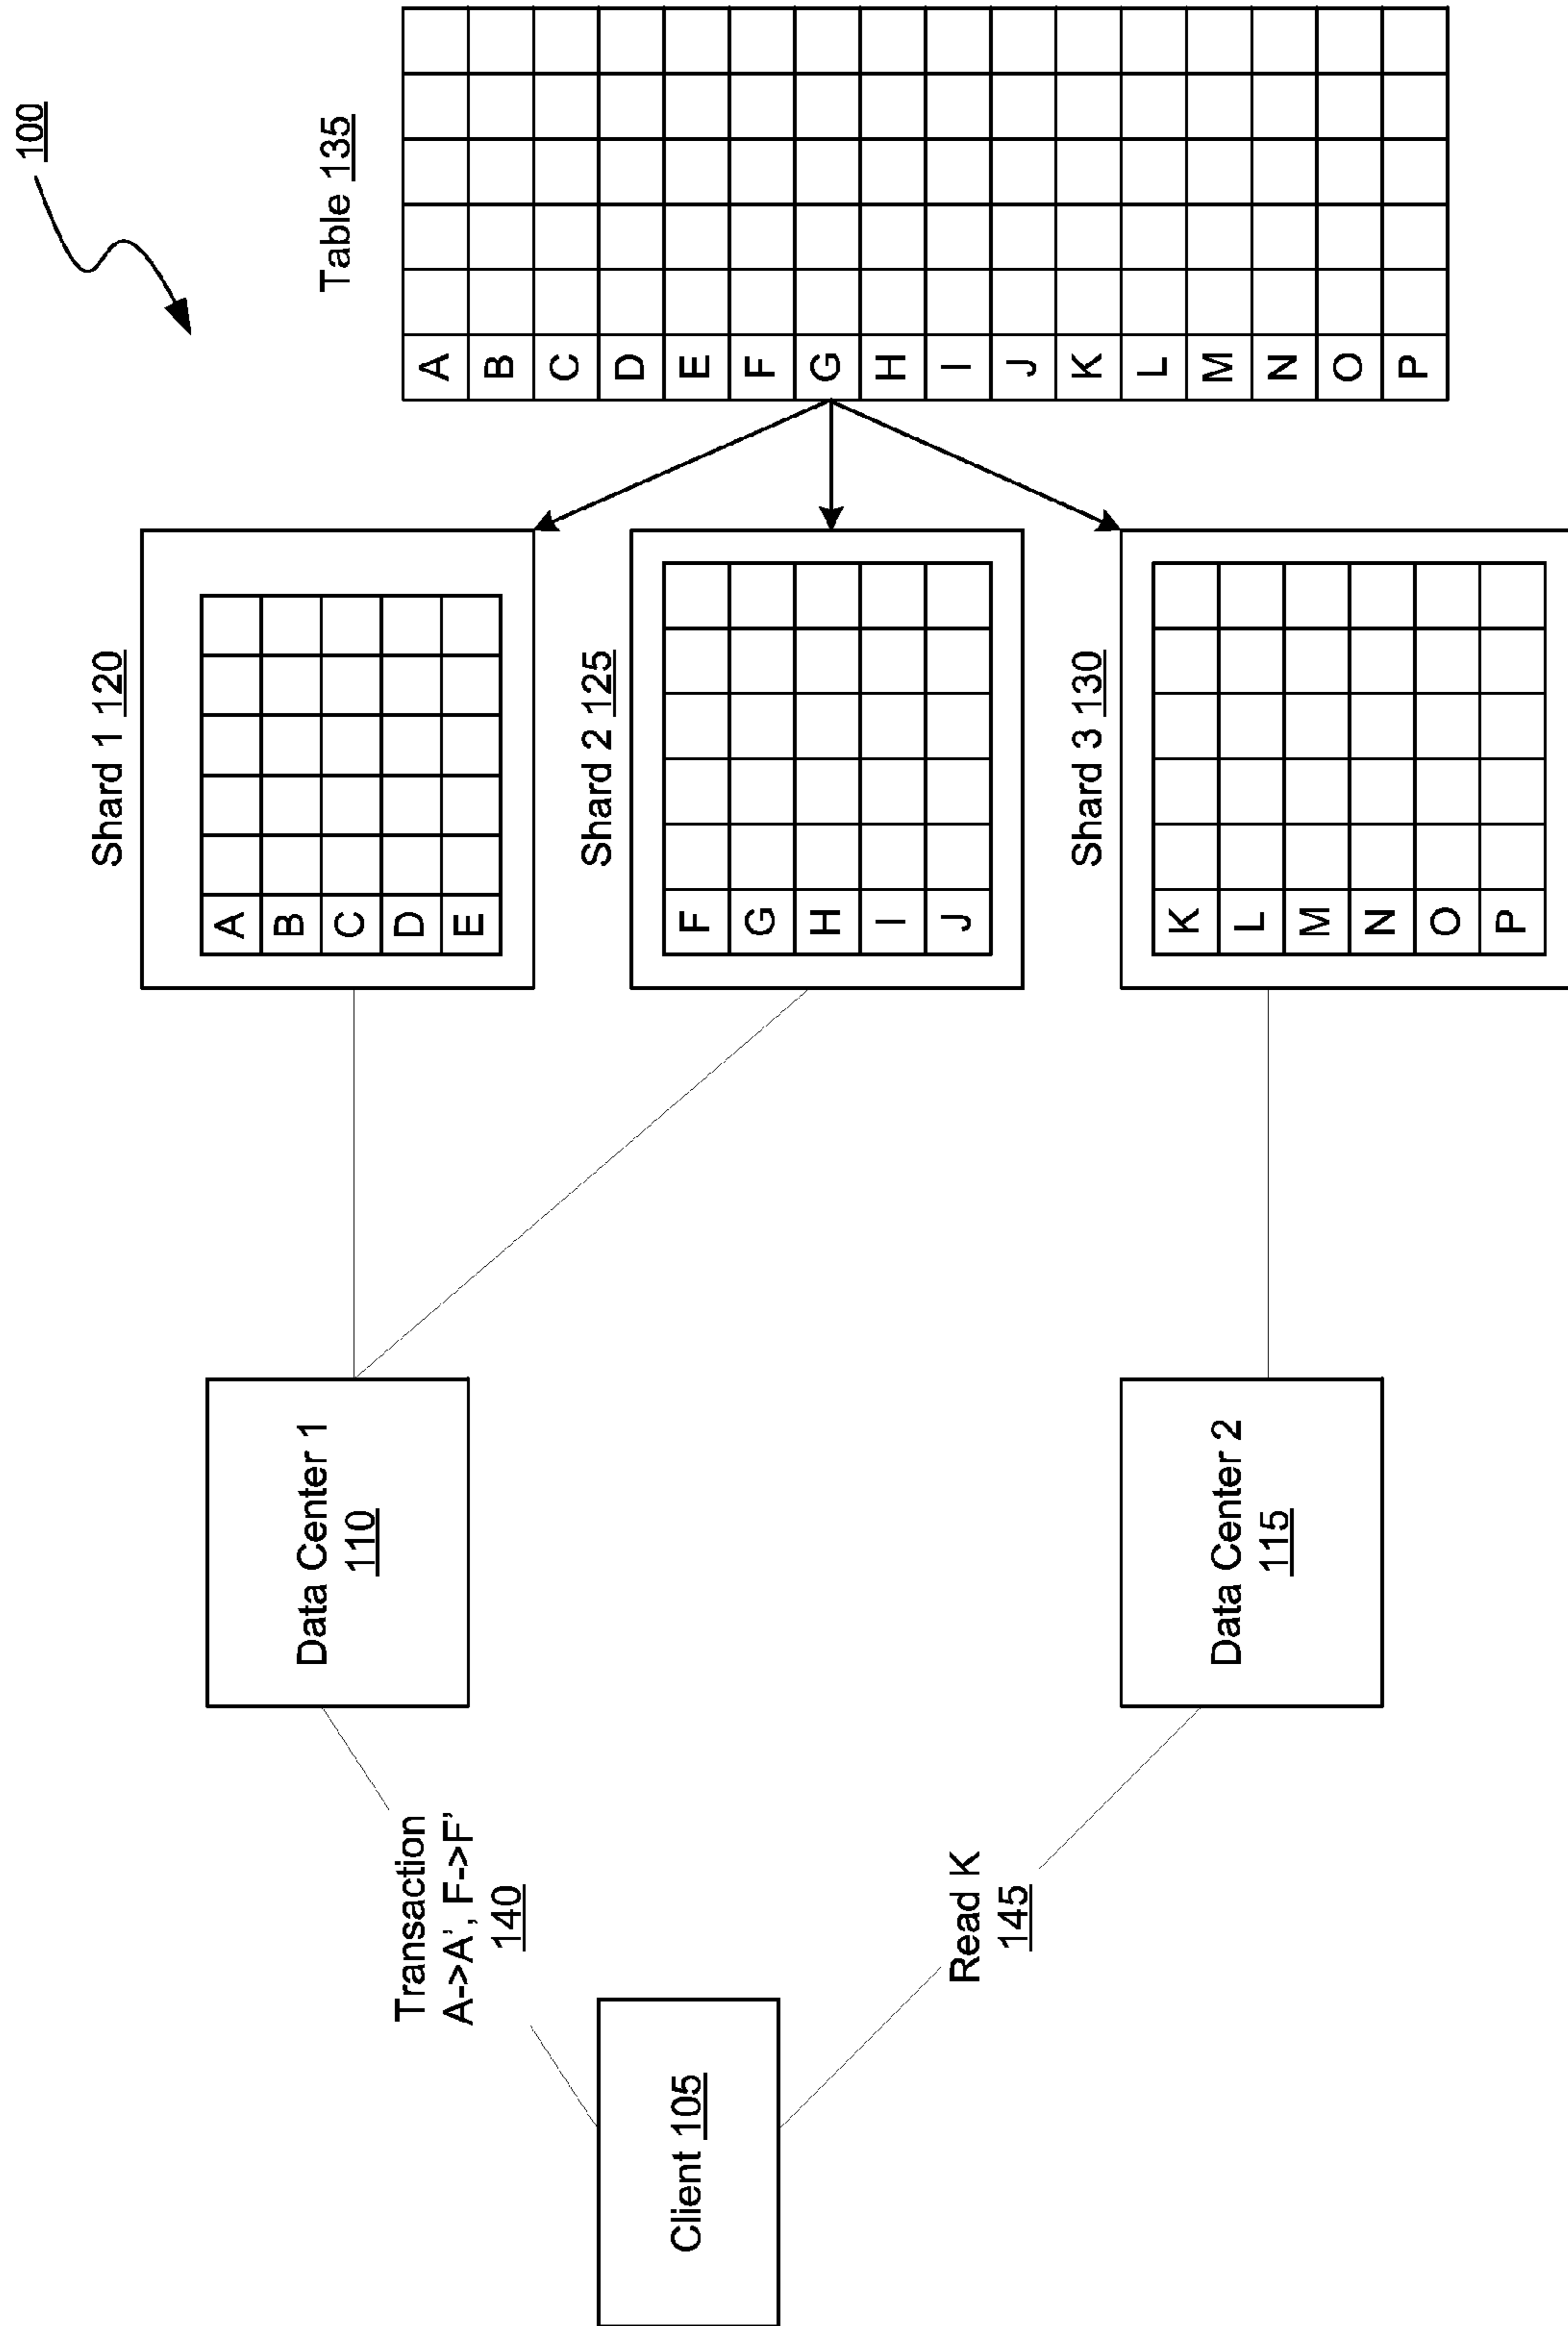 100
Table 135
A
B
C
D
E
F
G
H
I
J
K
L
M
N
O
P
Shard 1 120
A
B
C
D
E
Shard 2 125
F
G
H
I
J
Shard 3 130
K
L
M
N
O
P
Data Center 1
110
Data Center 2
115
Transaction
A->A', F->F'
140
Read K
145
Client 105